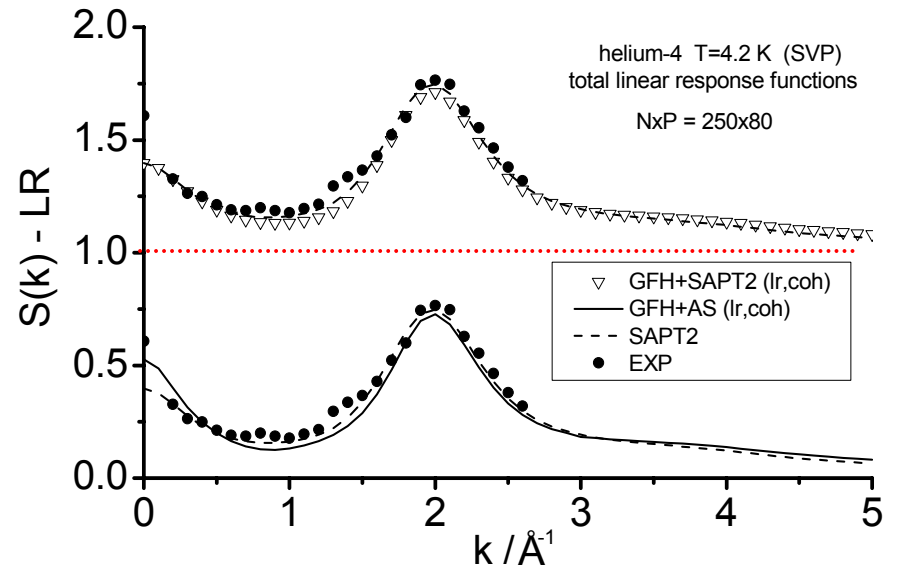 2.0
1.5
1.0
0.5
0.0
S(k) - LR
helium-4 T=4.2 K (SVP)
total linear response functions
NxP = 250x80
GFH+SAPT2 (lr,coh)
GFH+AS (lr,coh)
SAPT2
EXP
0 1 2 3 4 5
k /Å⁻¹